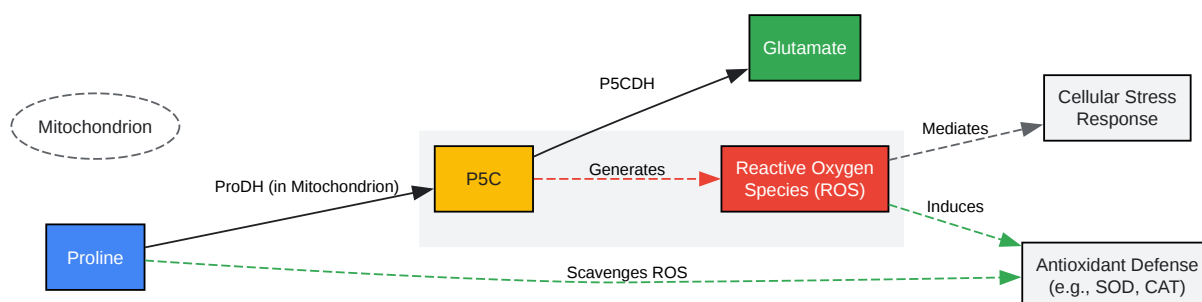 Glutamate
P5CDH
Cellular Stress
Response
Mitochondrion
Mediates
P5C
Generates
Reactive Oxygen
Species (ROS)
ProDH (in Mitochondrion)
Induces
Proline
Scavenges ROS
Antioxidant Defense
(e.g., SOD, CAT)